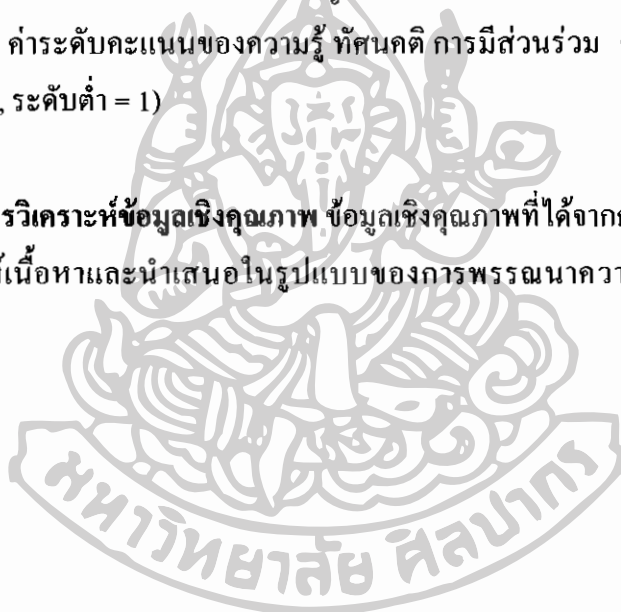 ค่าระดับคะแนนของความรู้ ทัศนคติ การมีส่วนร่วม
, ระดับต่ำ = 1)
รวิเคราะห์ข้อมูลเชิงคุณภาพ ข้อมูลเชิงคุณภาพที่ได้จาก
เนื้อหาและนำเสนอในรูปแบบของการพรรณนาควา
มหาวิทยาลัย ศิลปากร